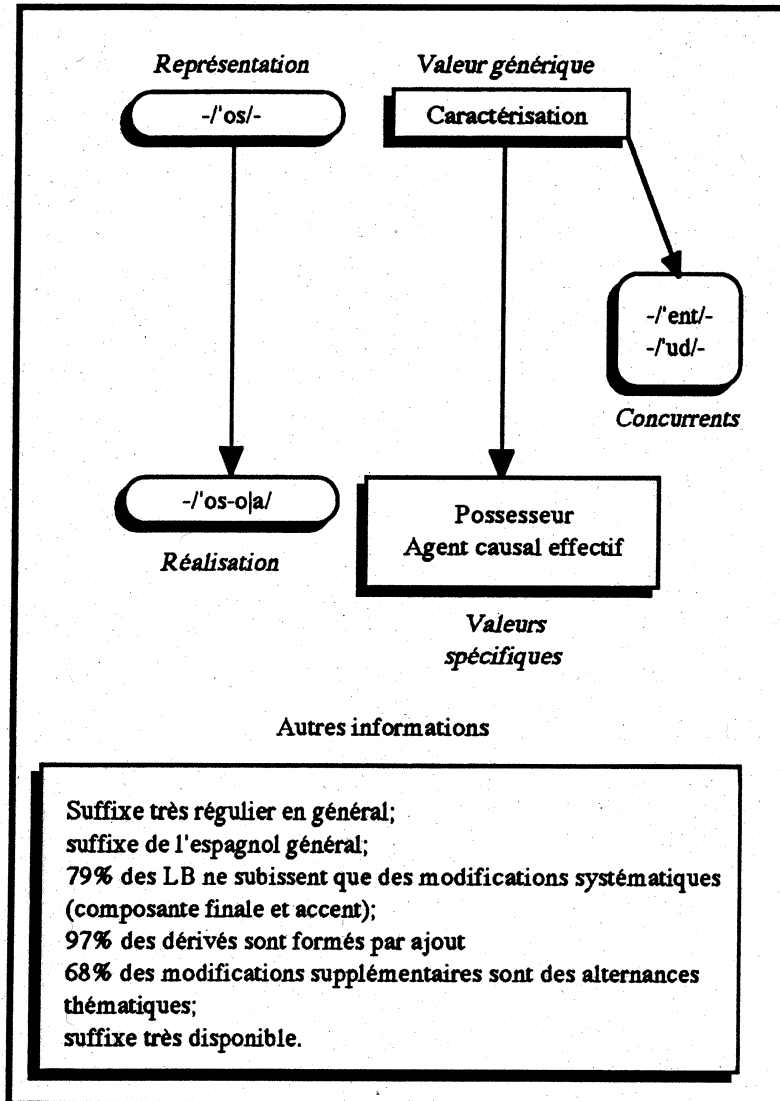 Représentation
Valeur générique
-/'os/-
Caractérisation
-/'ent/-
-/'ud/-
Concurrents
-/'os-o|a/
Réalisation
Possesseur
Agent causal effectif
Valeurs
spécifiques
Autres informations
Suffixe très régulier en général;
suffixe de l'espagnol général;
79% des LB ne subissent que des modifications systématiques
(composante finale et accent);
97% des dérivés sont formés par ajout
68% des modifications supplémentaires sont des alternances
thématiques;
suffixe très disponible.